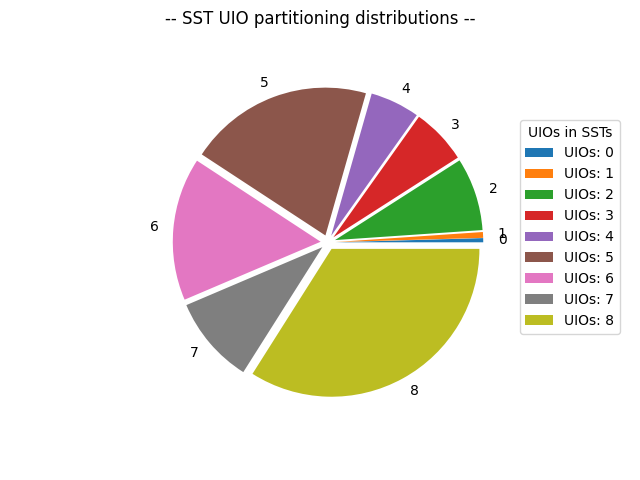 -- SST UIO partitioning distributions --
5
4
3
2
1
0
6
7
8
UIOs in SSTs
UIOs: 0
UIOs: 1
UIOs: 2
UIOs: 3
UIOs: 4
UIOs: 5
UIOs: 6
UIOs: 7
UIOs: 8